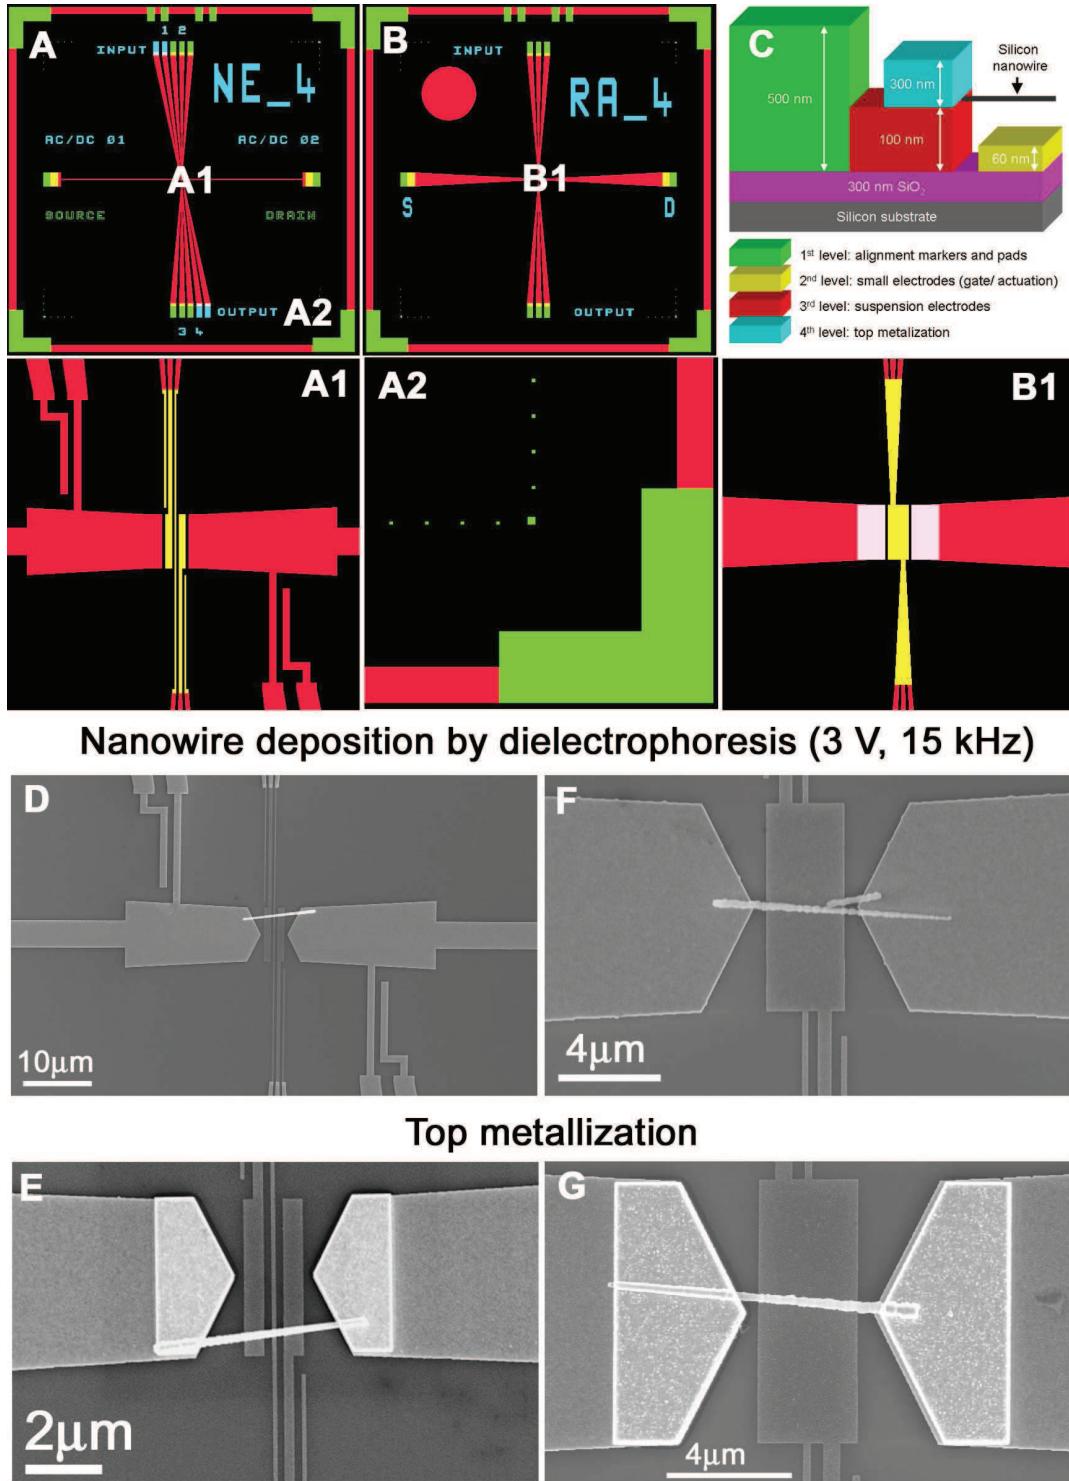 A
1 2
INPUT
NE_4
AC/DC 01
AC/DC 02
A1
SOURCE
DRAIN
OUTPUT
A2
3 4
B
INPUT
RA_4
B1
S
D
OUTPUT
C
Silicon
nanowire
500 nm
300 nm
100 nm
60 nm
300 nm SiO2
Silicon substrate
1st level: alignment markers and pads
2nd level: small electrodes (gate/ actuation)
3rd level: suspension electrodes
4th level: top metalization
A1
A2
B1
Nanowire deposition by dielectrophoresis (3 V, 15 kHz)
D
10μm
F
4μm
Top metallization
E
2μm
G
4μm